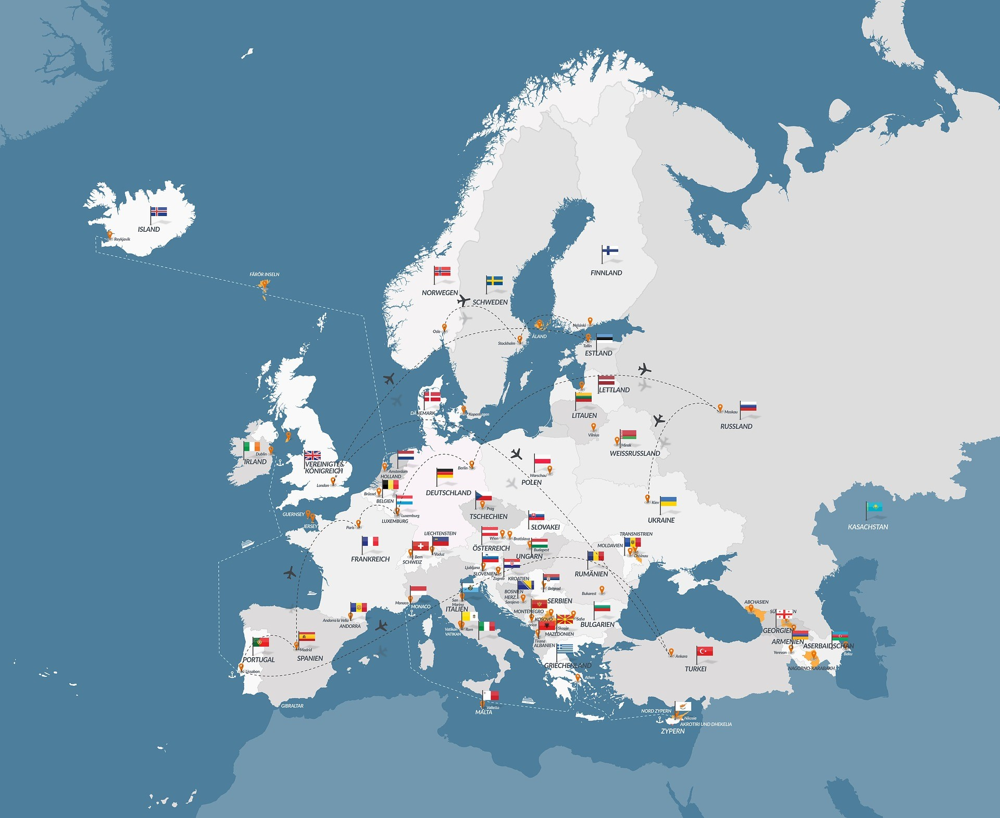 ISLAND
Reykjavik
FÄRÖR INSELN
FINNLAND
NORWEGEN
SCHWEDEN
Oslo
Helsinki
Stockholm
ÅLAND
Tallin
ESTLAND
LETTLAND
DÄNEMARK
Kopenhagen
LITAUEN
Vilnius
Moskau
RUSSLAND
Minsk
WEISSRUSSLAND
Dublin
IRLAND
VEREINIGTES
KÖNIGREICH
London
Amsterdam
HOLLAND
Berlin
Warschau
POLEN
DEUTSCHLAND
Brüssel
BELGIEN
Prag
TSCHECHIEN
Kiev
UKRAINE
KASACHSTAN
GUERNSEY
JERSEY
Luxemburg
LUXEMBURG
Paris
SLOVAKEI
LIECHTENSTEIN
Wien
Bratislava
TRANSNISTRIEN
MOLDAVIEN
ÖSTERREICH
Budapest
UNGARN
Chisinau
FRANKREICH
Bern
SCHWEIZ
Vaduz
Ljubljana
SLOVENIEN
Zagreb
KROATIEN
RUMÄNIEN
Bukarest
Belgrad
BOSNIEN
HERZ.
Sarajevo
SERBIEN
Monaco
MONACO
San
Marino
ITALIEN
MONTENEGRO
KOSOVO
Sofia
BULGARIEN
ABCHASIEN
GEORGIEN
Andorra la Vella
ANDORRA
Vatikan
VATIKAN
Rom
Skopje
MAZEDONIEN
Tirana
ALBANIEN
ARMENIEN
ASERBAIDSCHAN
Yerevan
Baku
NAGORNO-KARABAKH
Madrid
SPANIEN
PORTUGAL
Lissabon
GRIECHENLAND
Athen
Ankara
TURKEI
GIBRALTAR
Valletta
MALTA
NORD ZYPERN
Nikosia
AKROTIRI UND DHEKELIA
ZYPERN